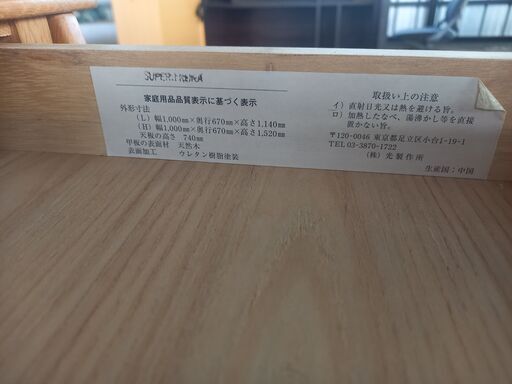 家庭用品品質表示に基づく表示
外形寸法
(L) 幅1,000㎜×奥行670㎜×高さ1,140㎜
(H) 幅1,000㎜×奥行670㎜×高さ1,520㎜
天板の高さ 740㎜
甲板の表面材 天然木
表面加工 ウレタン樹脂塗装
取扱い上の注意
イ) 直射日光又は熱を避ける旨。
ロ) 加熱したなべ、湯沸かし等を直接
置かない旨。
〒120-0046 東京都足立区小台1-19-1
TEL 03-3870-1722
(株) 光製作所
生産国;中国